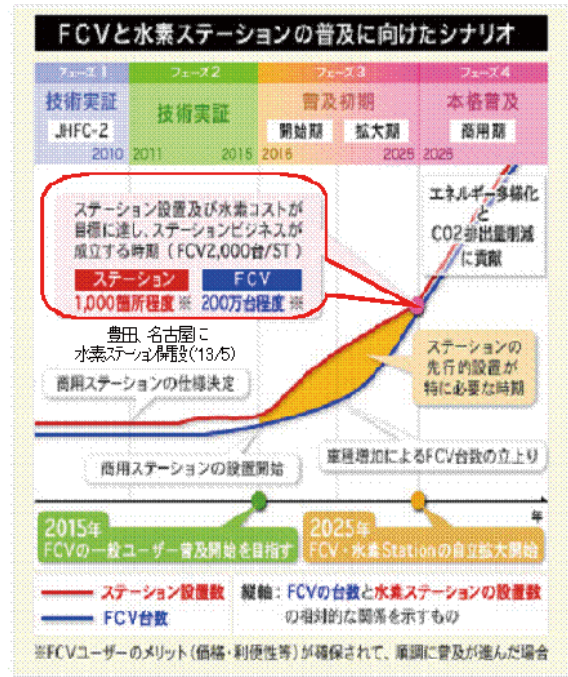 FCVと水素ステーションの普及に向けたシナリオ
フェーズ1 フェーズ2 フェーズ3 フェーズ4
技術実証 技術実証 普及初期 本格普及
JHFC-2 開始期 拡大期 商用期
2010 2011 2015 2016 2025 2026
ステーション設置及び水素コストが
目標に達し、ステーションビジネスが
成立する時期(FCV2,000台/ST)
ステーション FCV
1,000箇所程度※ 200万台程度※
エネルギー多様化
と
CO2排出量削減
に貢献
豊田、名古屋に
水素ステーション開設('13/5)
商用ステーションの仕様決定
ステーションの
先行的設置が
特に必要な時期
商用ステーションの設置開始
車種増加によるFCV台数の立上り
年
2015年
FCVの一般ユーザー普及開始を目指す
2025年
FCV・水素Stationの自立拡大開始
ステーション設置数
FCV台数
縦軸:FCVの台数と水素ステーションの設置数
の相対的な関係を示すもの
※FCVユーザーのメリット(価格・利便性等)が確保されて、順調に普及が進んだ場合